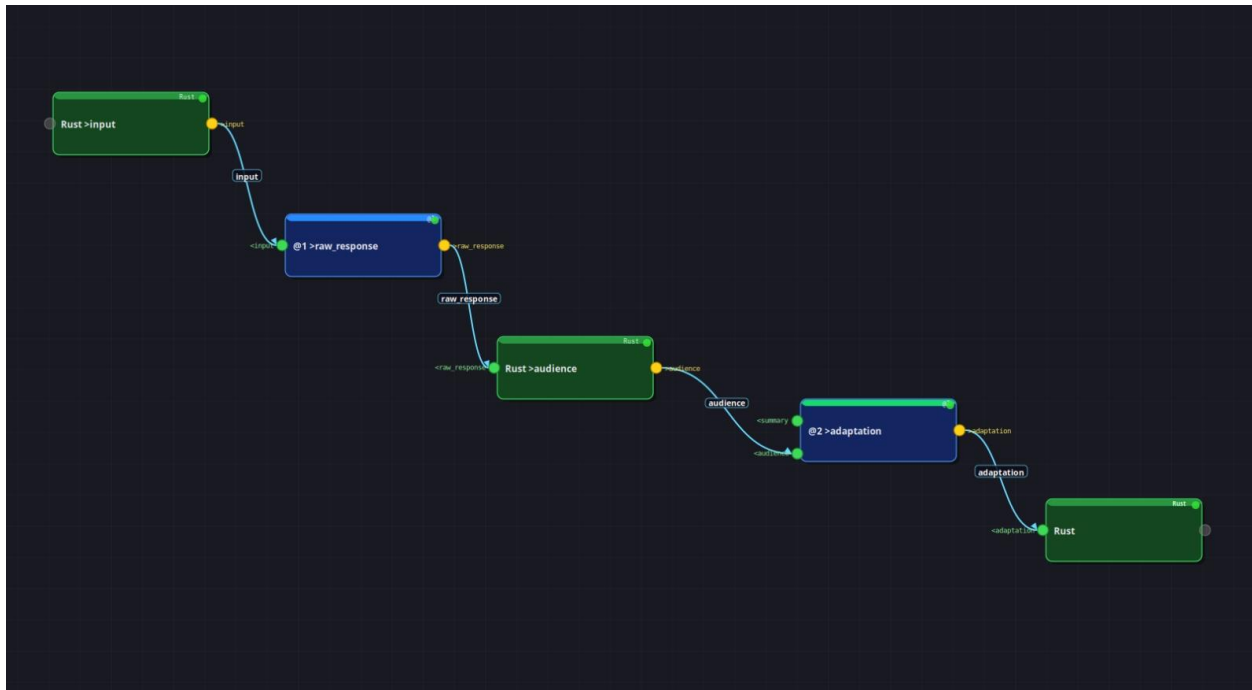 Rust
Rust >input
>input
input
@1
<input
@1 >raw_response
>raw_response
raw_response
Rust
<raw_response
Rust >audience
>audience
audience
<summary
@2 >adaptation
<audience
>adaptation
adaptation
Rust
<adaptation
Rust